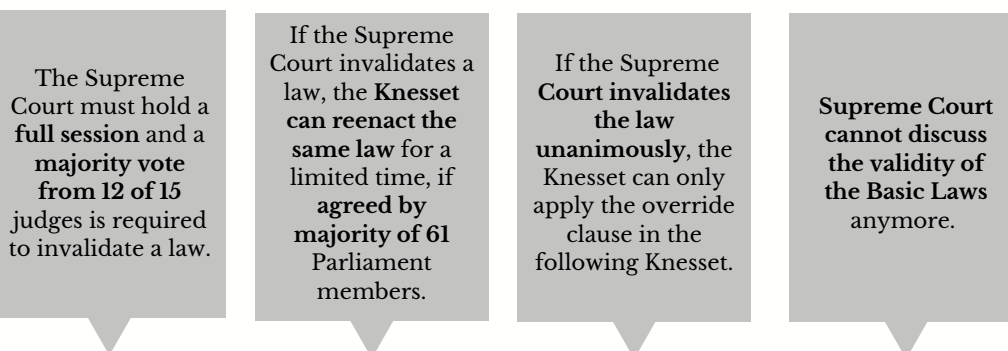 The Supreme
Court must hold a
full session and a
majority vote
from 12 of 15
judges is required
to invalidate a law.
If the Supreme
Court invalidates a
law, the Knesset
can reenact the
same law for a
limited time, if
agreed by
majority of 61
Parliament
members.
If the Supreme
Court invalidates
the law
unanimously, the
Knesset can only
apply the override
clause in the
following Knesset.
Supreme Court
cannot discuss
the validity of
the Basic Laws
anymore.